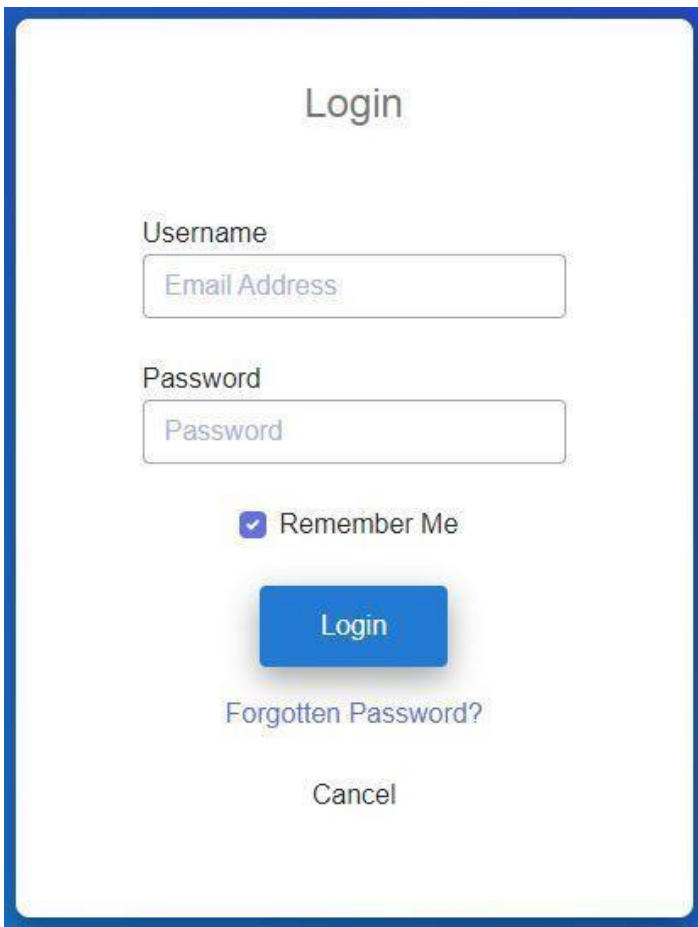 Login
Username
Email Address
Password
Password
Remember Me
Login
Forgotten Password?
Cancel